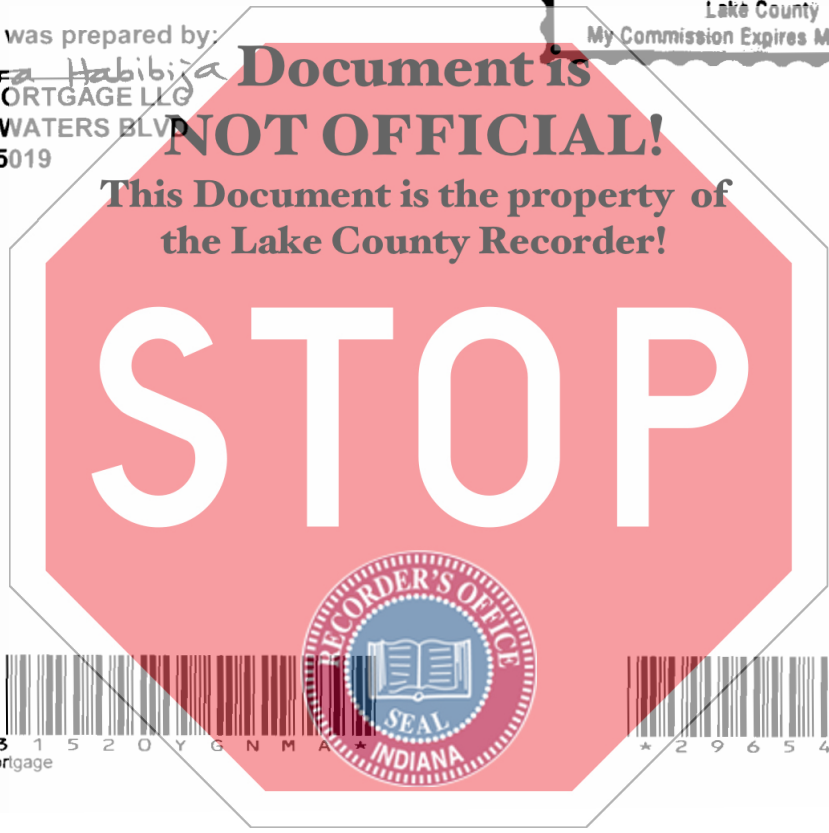 Lake County
My Commission Expires M
was prepared by:
a Habibija
ORTGAGE LLC
WATERS BLVD
5019
Document is
NOT OFFICIAL!
This Document is the property of
the Lake County Recorder!
STOP
RECORDER'S OFFICE
SEAL
INDIANA
3 1 5 2 0 Y G N M A *
* 2 9 6 5 4
rtgage